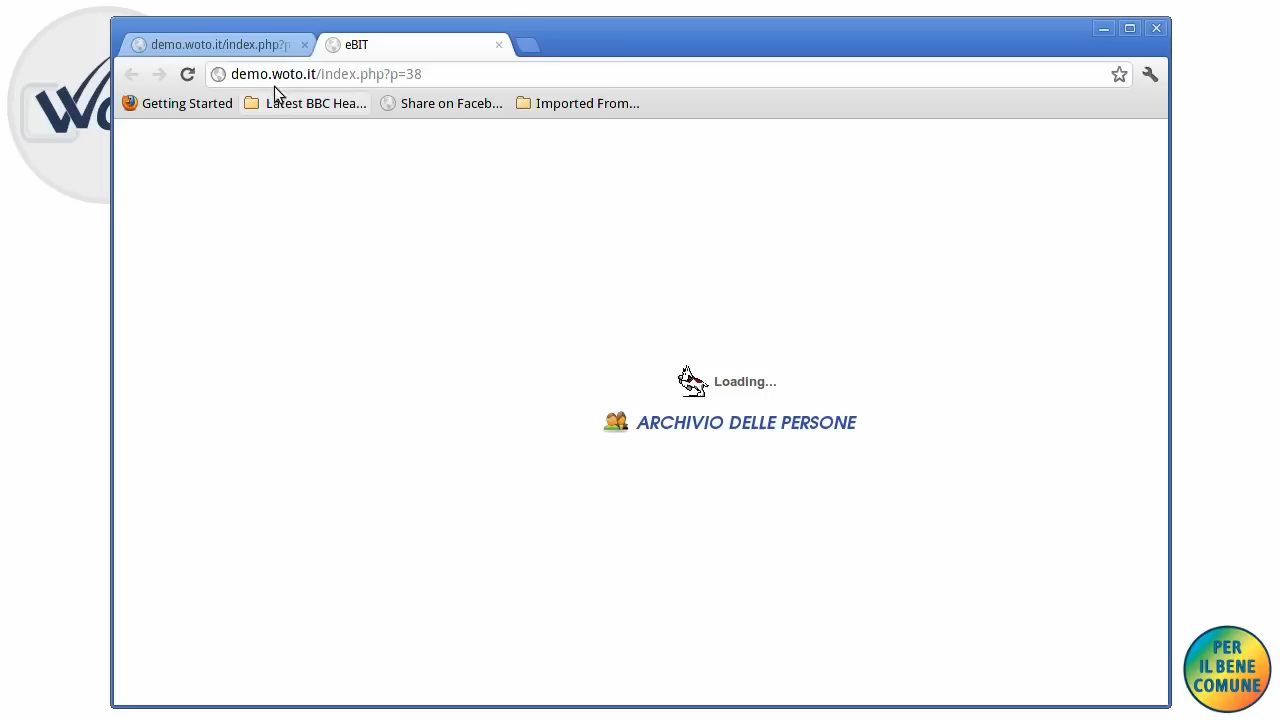 demo.woto.it/index.php?p
eBIT
demo.woto.it/index.php?p=38
Getting Started
Latest BBC Hea...
Share on Faceb...
Imported From...
Wo
Loading...
ARCHIVIO DELLE PERSONE
PER
IL BENE
COMUNE